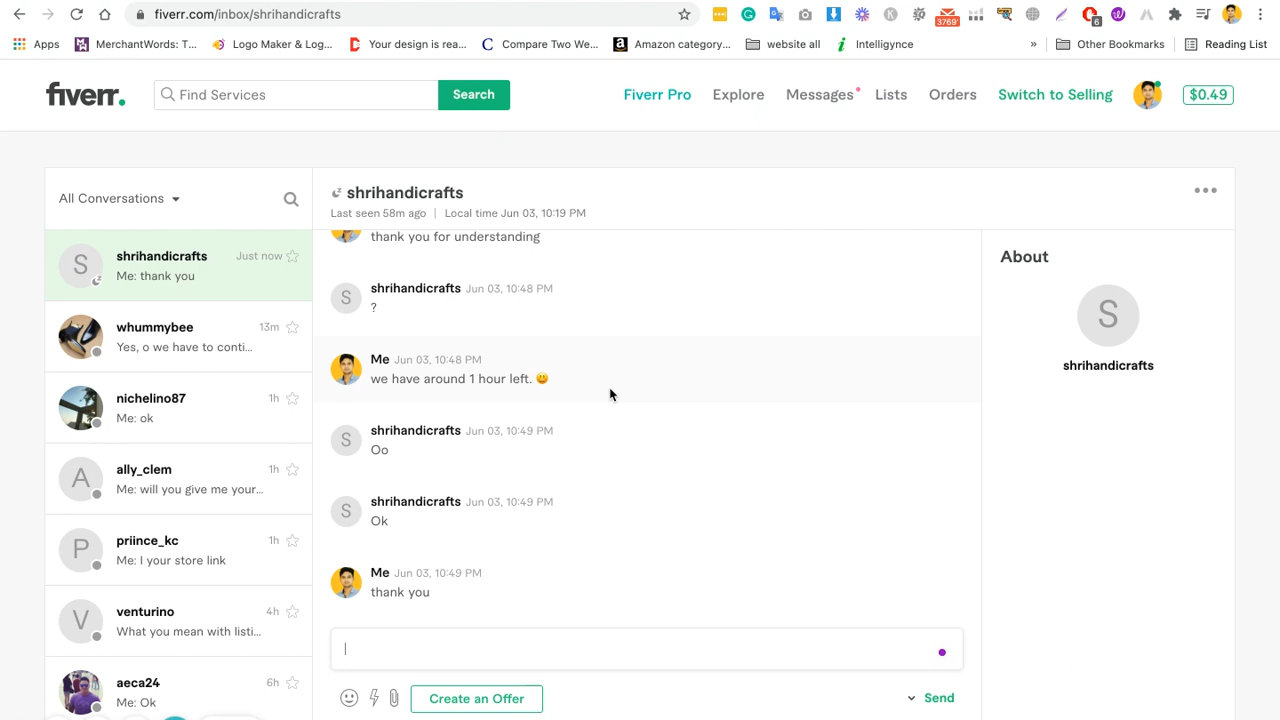 fiverr.com/inbox/shrihandicrafts
3769
6
Apps
MerchantWords: T...
Logo Maker & Log...
Your design is rea...
Compare Two We...
Amazon category...
website all
Intelligynce
»
Other Bookmarks
Reading List
fiverr.
Find Services
Search
Fiverr Pro
Explore
Messages
Lists
Orders
Switch to Selling
$0.49
All Conversations
shrihandicrafts
Last seen 58m ago | Local time Jun 03, 10:19 PM
S
shrihandicrafts
Just now
Me: thank you
whummybee
13m
Yes, o we have to conti...
nichelino87
1h
Me: ok
A
ally_clem
1h
Me: will you give me your...
P
priince_kc
1h
Me: I your store link
V
venturino
4h
What you mean with listi...
aeca24
6h
Me: Ok
thank you for understanding
S
shrihandicrafts Jun 03, 10:48 PM
?
Me Jun 03, 10:48 PM
we have around 1 hour left. 😀
S
shrihandicrafts Jun 03, 10:49 PM
Oo
S
shrihandicrafts Jun 03, 10:49 PM
Ok
Me Jun 03, 10:49 PM
thank you
Create an Offer
Send
About
S
shrihandicrafts